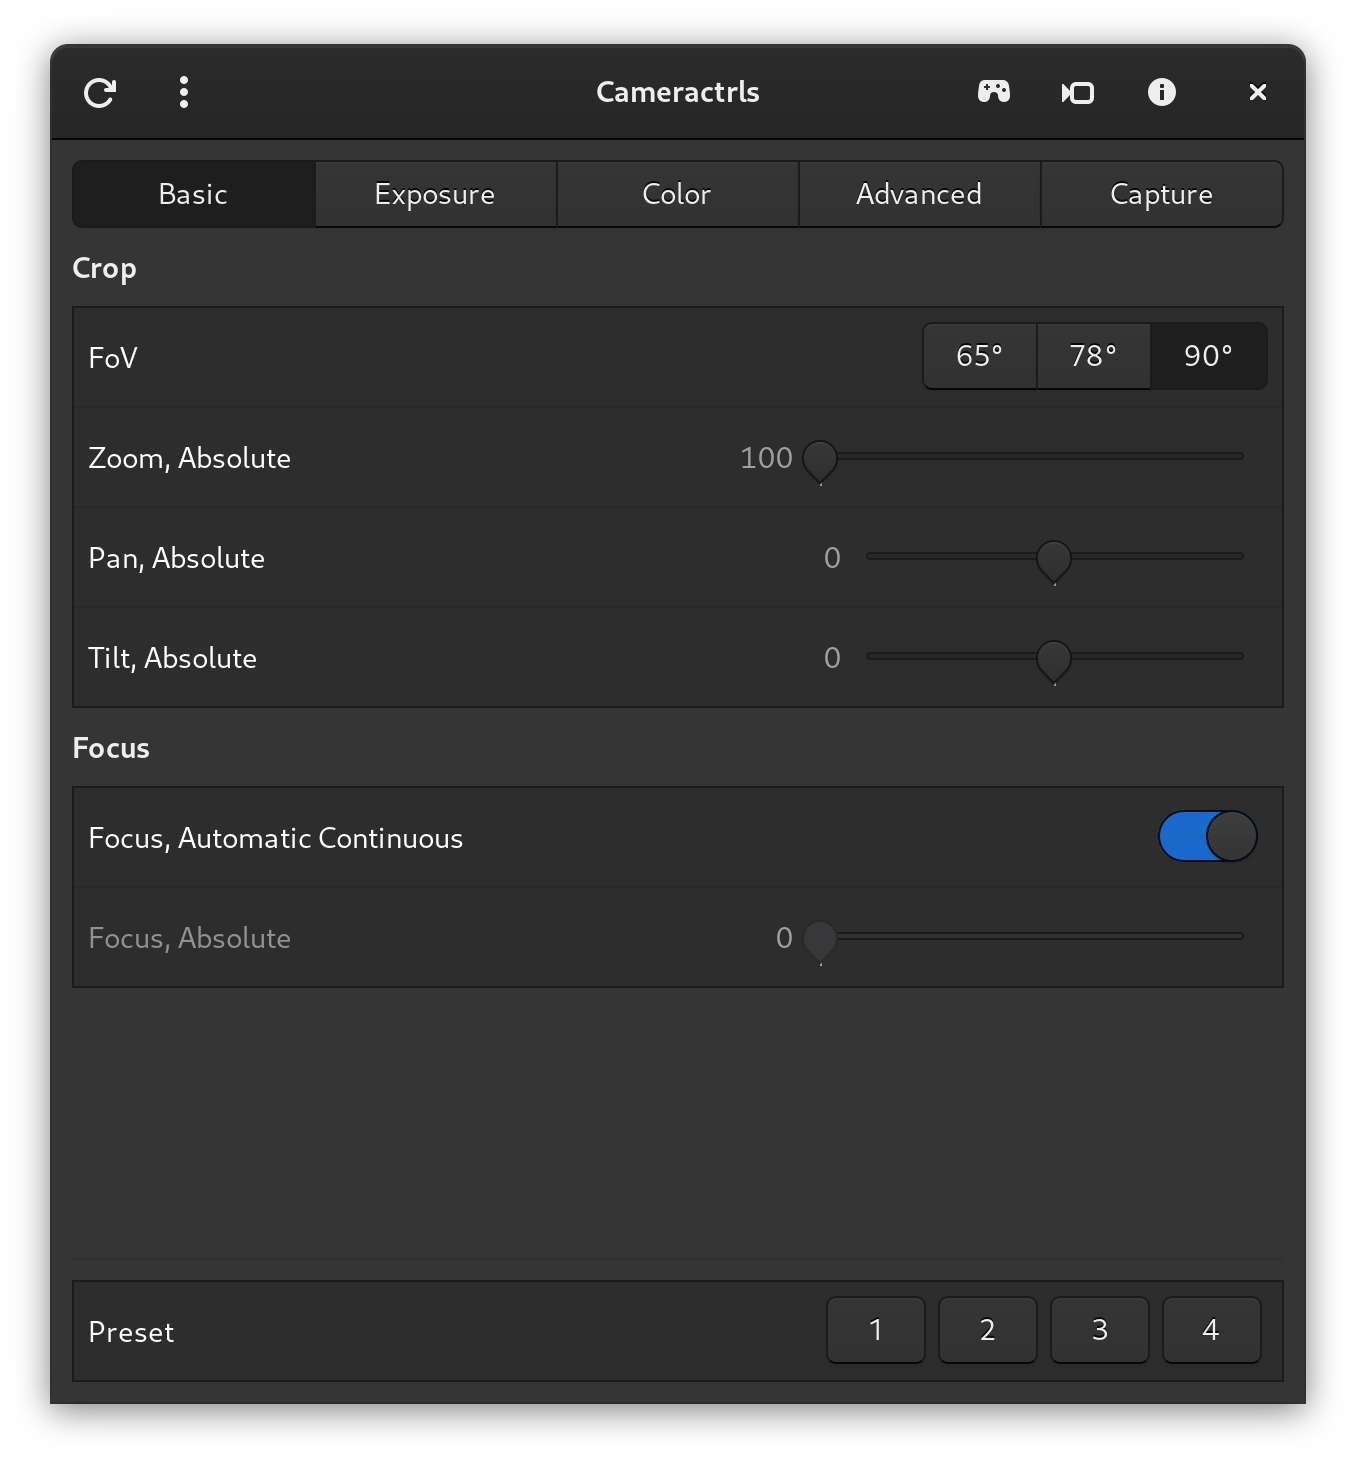 Cameractrls
Basic Exposure Color Advanced Capture
Crop
FoV 65° 78° 90°
Zoom, Absolute 100
Pan, Absolute 0
Tilt, Absolute 0
Focus
Focus, Automatic Continuous
Focus, Absolute 0
Preset 1 2 3 4